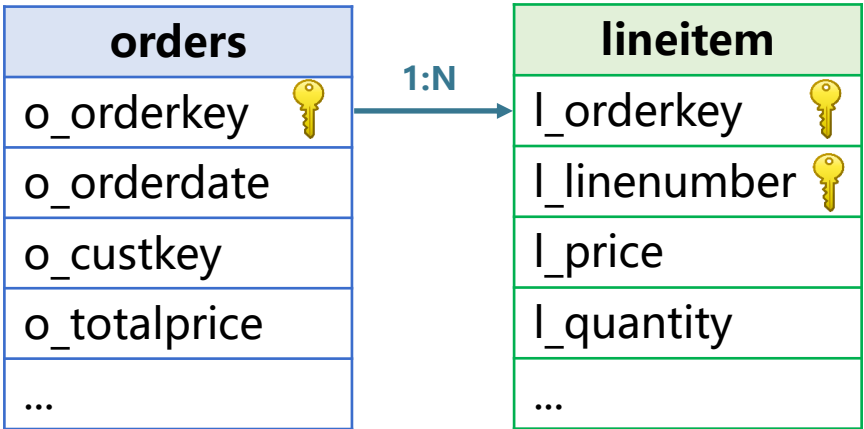 orders
o_orderkey
o_orderdate
o_custkey
o_totalprice
...
1:N
lineitem
l_orderkey
l_linenumber
l_price
l_quantity
...